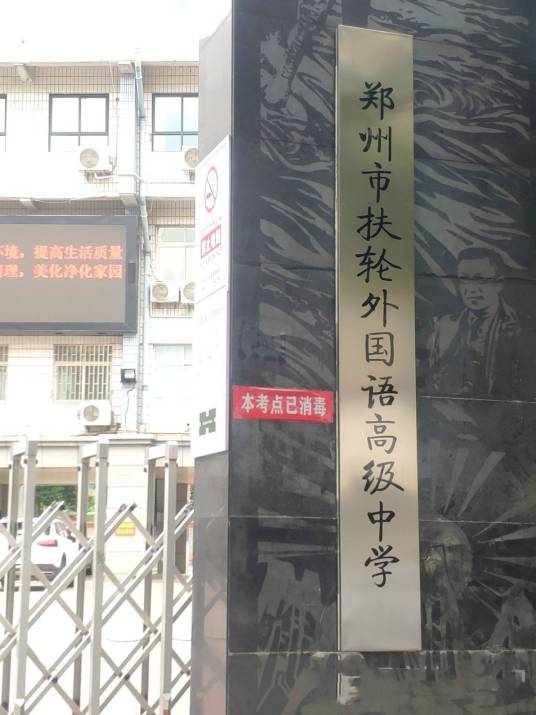 郑州市扶轮外国语高级中学
本考点已消毒
环境，提高生活质量
清理，美化净化家园